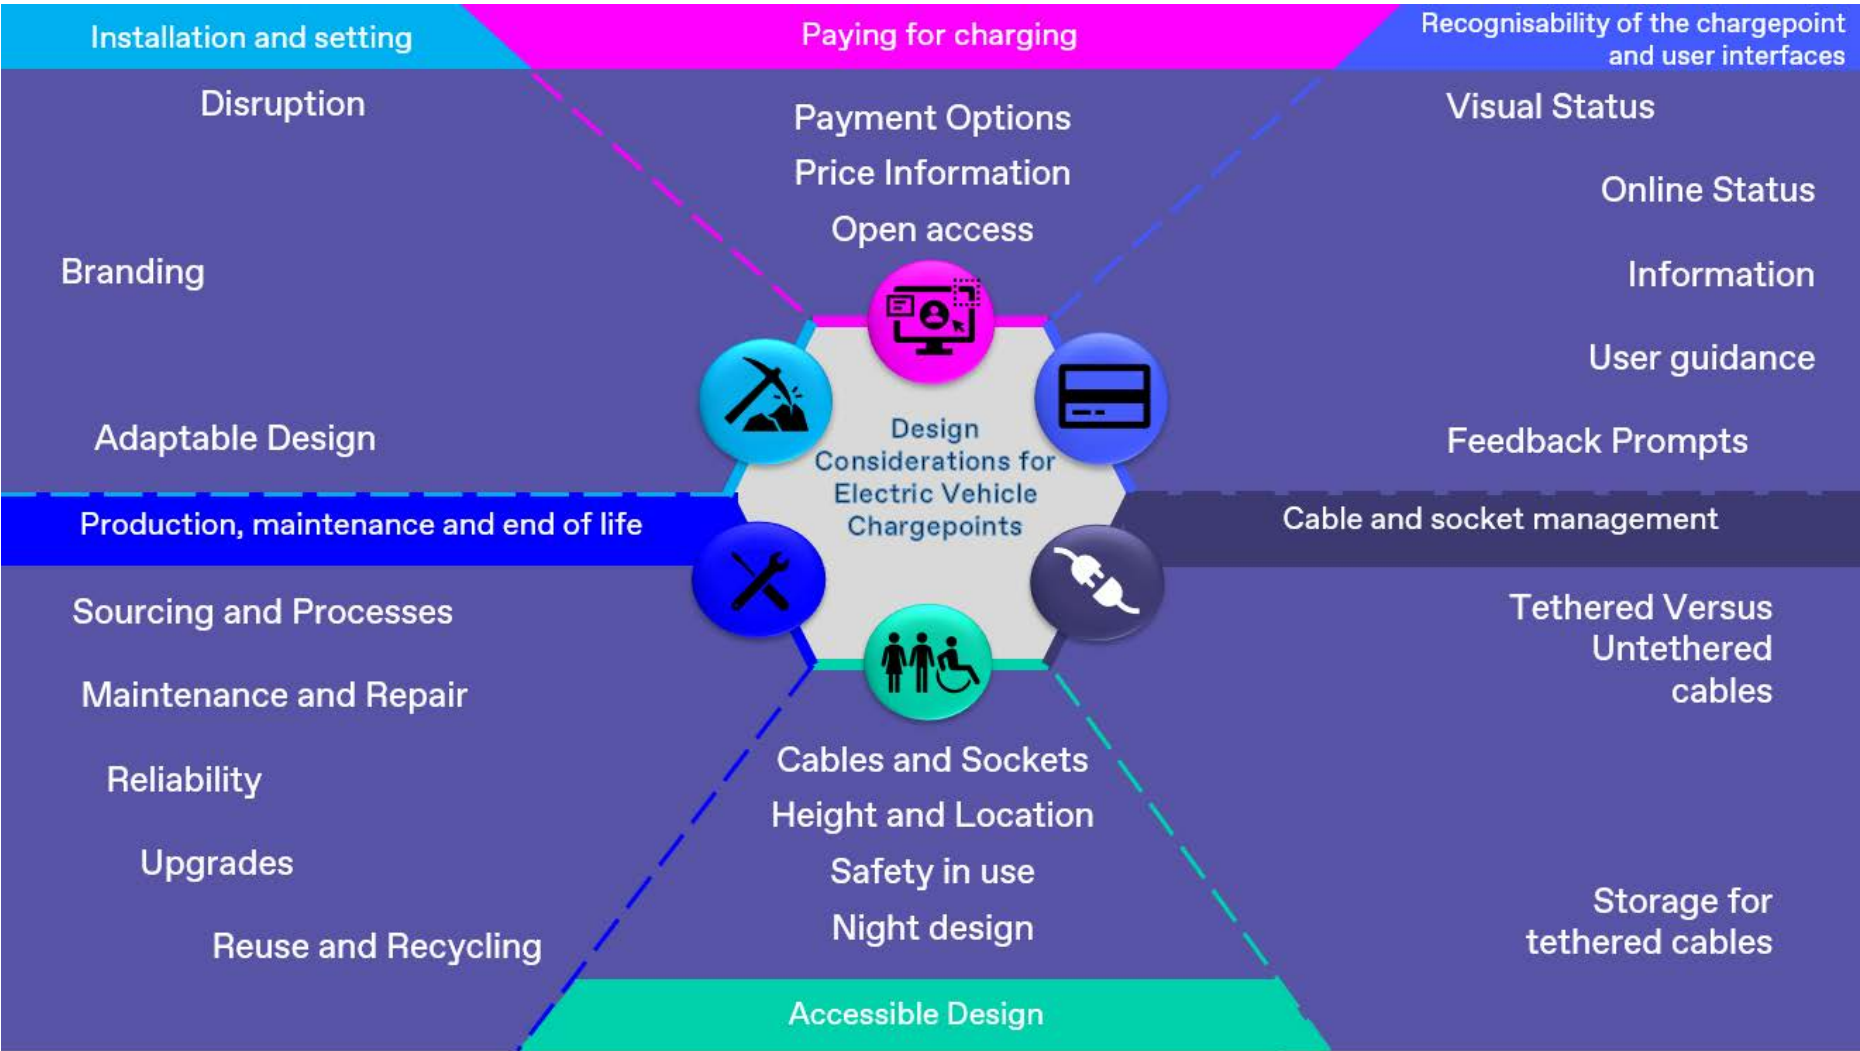 Installation and setting
Disruption
Branding
Adaptable Design
Paying for charging
Payment Options
Price Information
Open access
Recognisability of the chargepoint
and user interfaces
Visual Status
Online Status
Information
User guidance
Feedback Prompts
Design
Considerations for
Electric Vehicle
Chargepoints
Production, maintenance and end of life
Sourcing and Processes
Maintenance and Repair
Reliability
Upgrades
Reuse and Recycling
Cables and Sockets
Height and Location
Safety in use
Night design
Accessible Design
Cable and socket management
Tethered Versus
Untethered
cables
Storage for
tethered cables